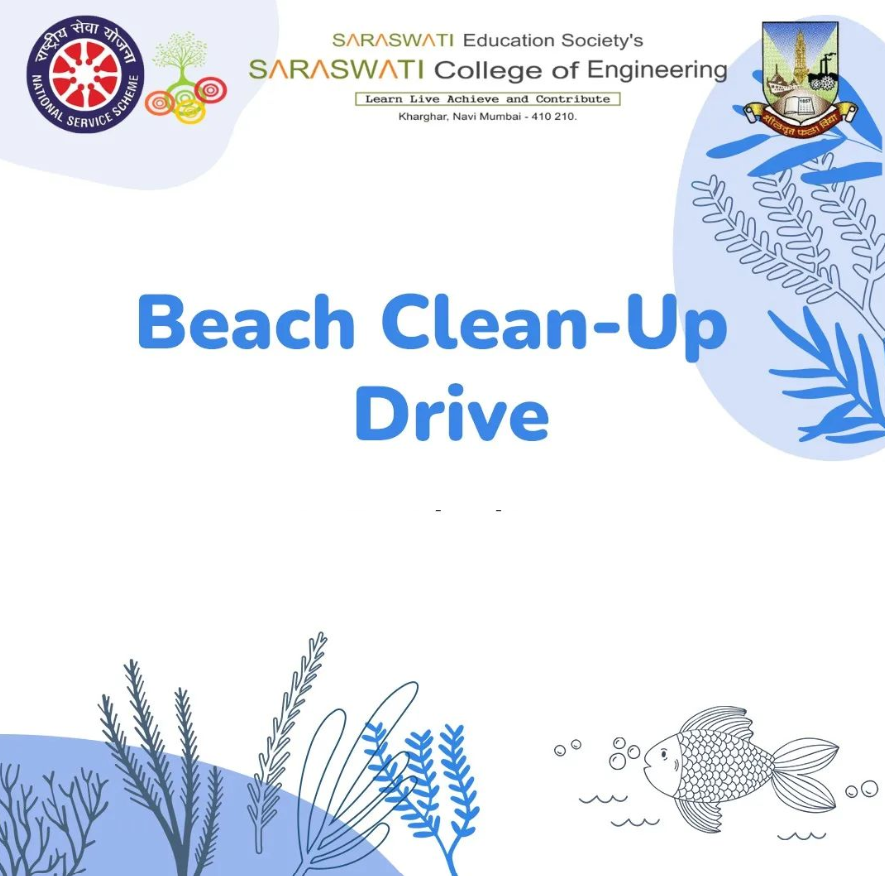 राष्ट्रीय सेवा योजना
NATIONAL SERVICE SCHEME
SARASWATI Education Society's
SARASWATI College of Engineering
Learn Live Achieve and Contribute
Kharghar, Navi Mumbai - 410 210.
Beach Clean-Up
Drive
- -